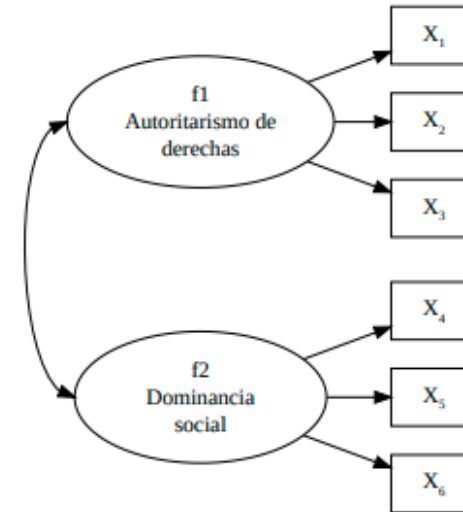 f1
Autoritarismo de
derechas
X₁
X₂
X₃
f2
Dominancia
social
X₄
X₅
X₆